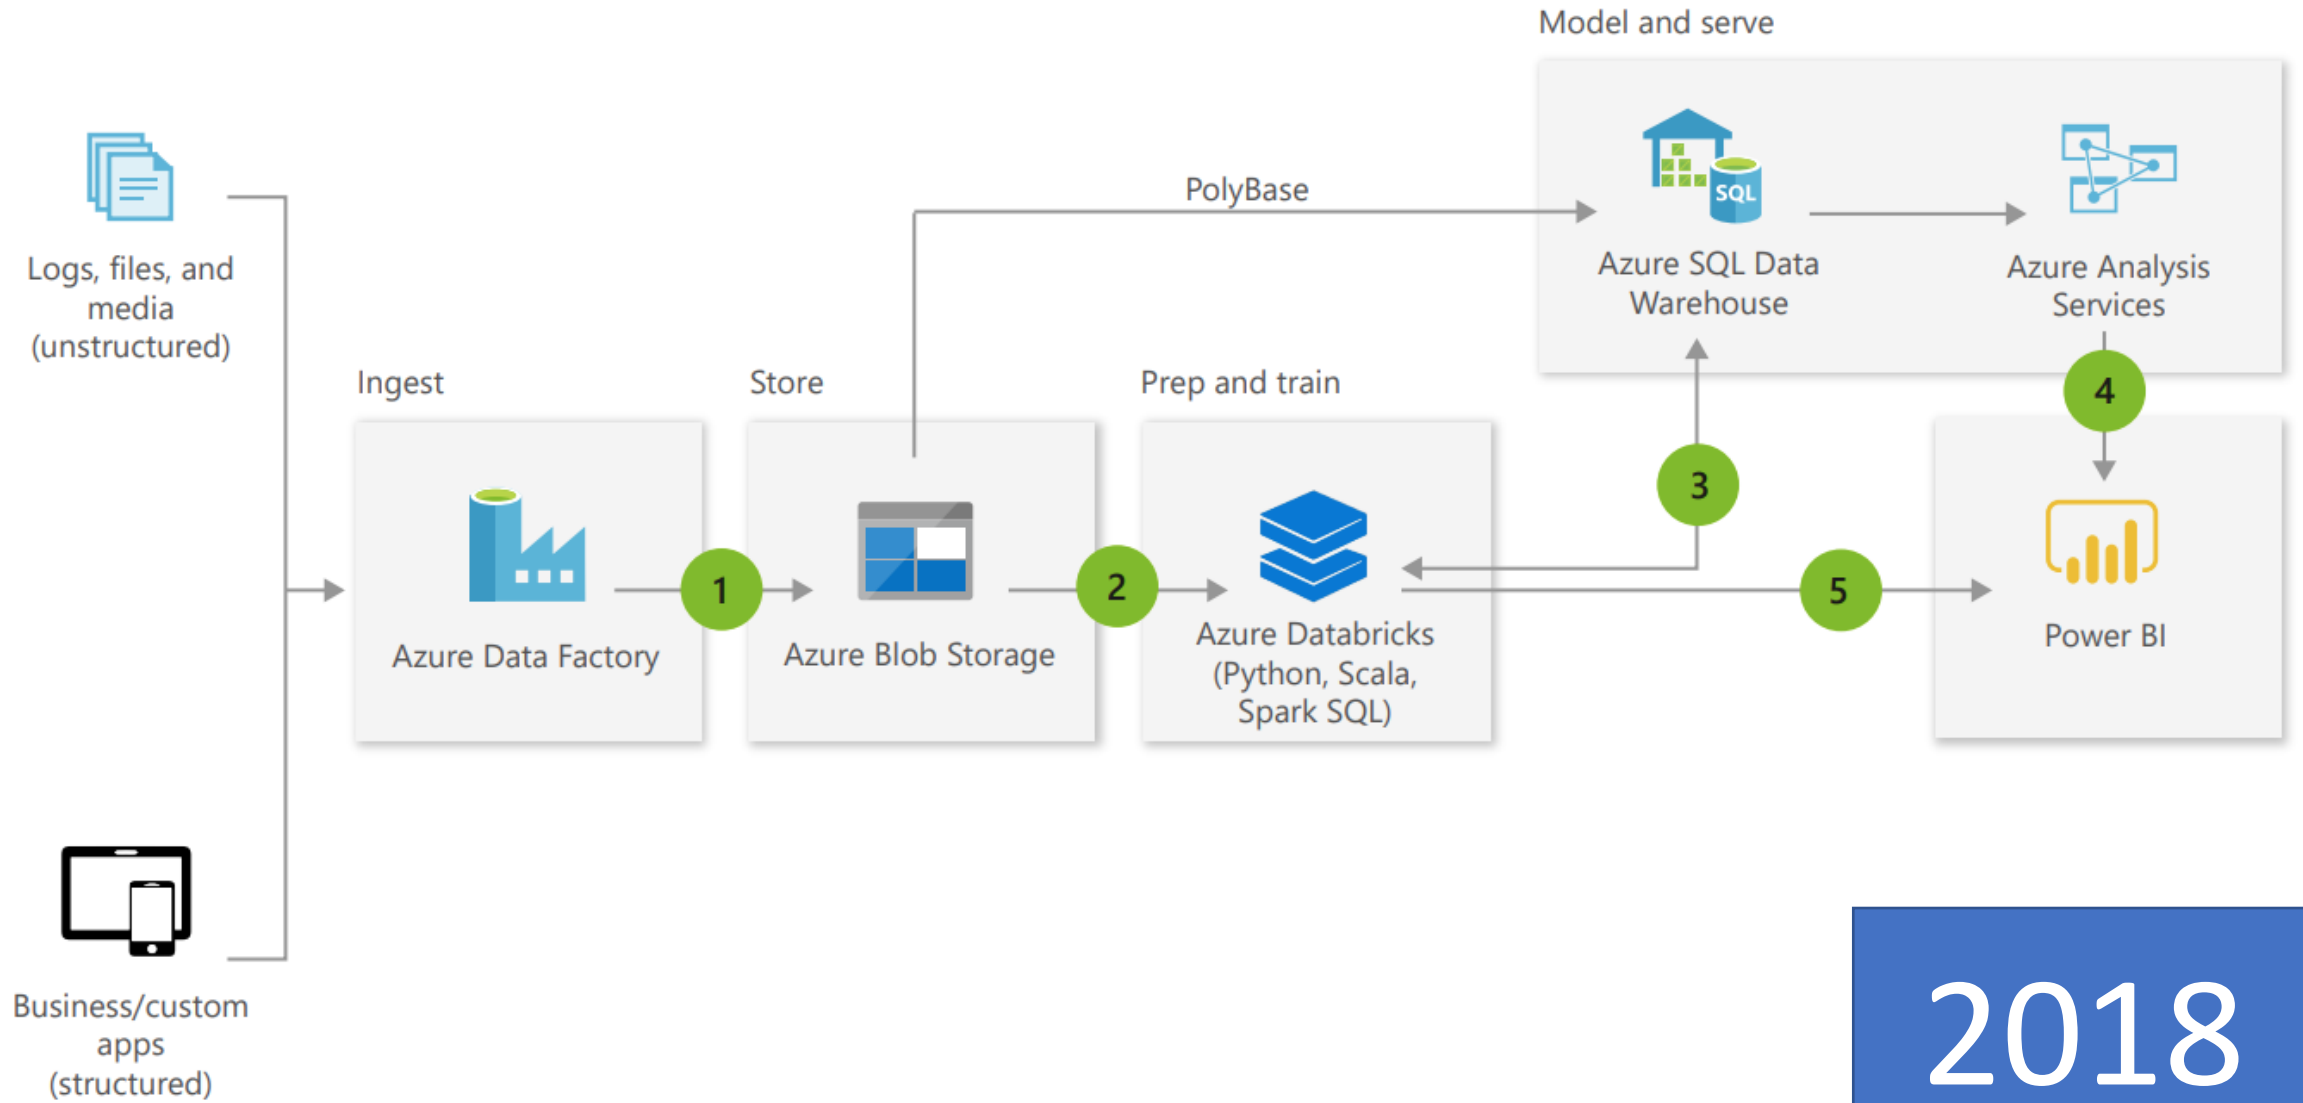 Model and serve
Logs, files, and
media
(unstructured)
PolyBase
SQL
Azure SQL Data
Warehouse
Azure Analysis
Services
Ingest
Store
Prep and train
4
3
1
2
5
Azure Data Factory
Azure Blob Storage
Azure Databricks
(Python, Scala,
Spark SQL)
Power BI
Business/custom
apps
(structured)
2018